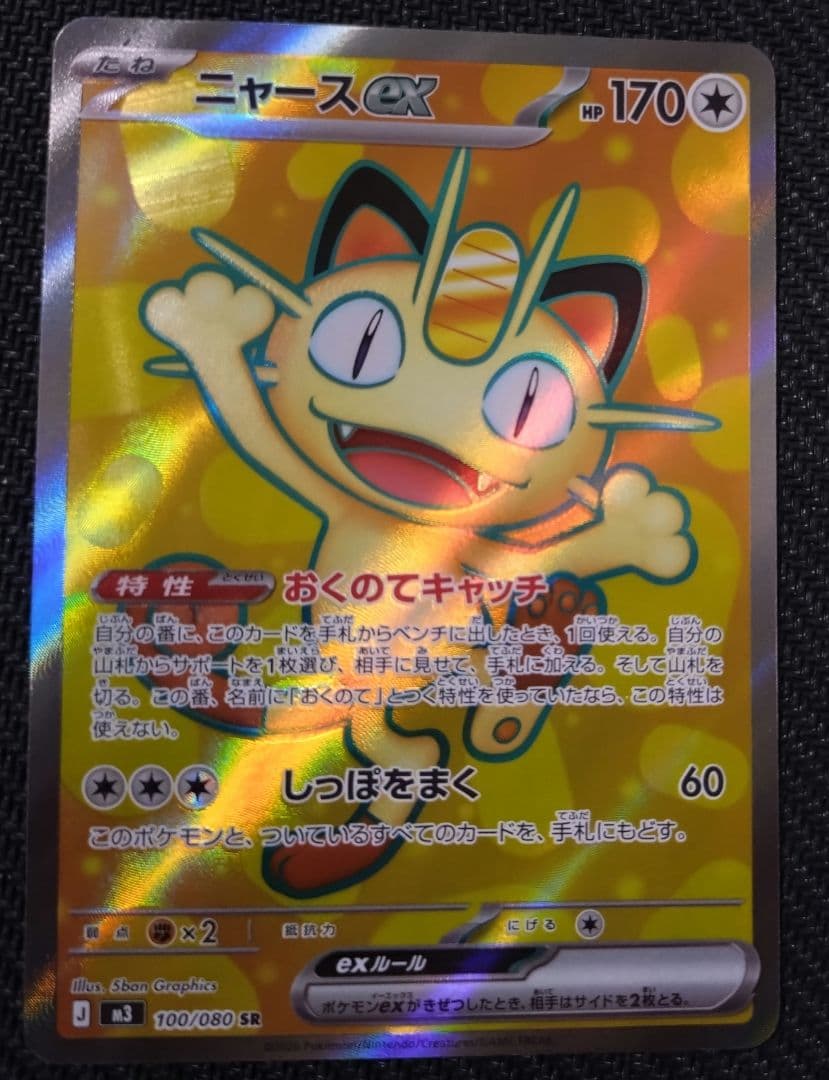 たね ニャースex HP 170
特性 とくせい おくのてキャッチ
自分の番に、このカードを手札からベンチに出したとき、1回使える。自分の
山札からサポートを1枚選び、相手に見せて、手札に加える。そして山札を
切る。この番、名前に「おくのて」とつく特性を使っていたなら、この特性は
使えない。
しっぽをまく 60
このポケモンと、ついているすべてのカードを、手札にもどす。
弱点 ×2 抵抗力 にげる
exルール
ポケモンexがきぜつしたとき、相手はサイドを2枚とる。
Illus. 5ban Graphics
J m3 100/080 SR
Pokémon/Nintendo/Creatures/GAME FREAK